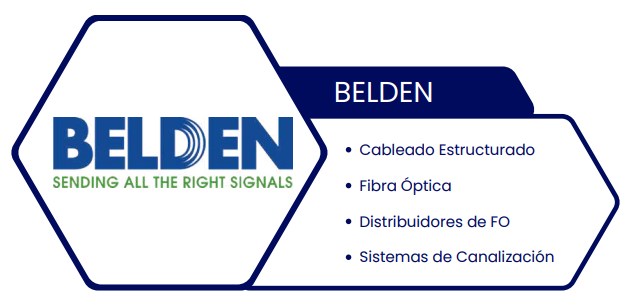 BELDEN
SENDING ALL THE RIGHT SIGNALS
BELDEN
• Cableado Estructurado
• Fibra Óptica
• Distribuidores de FO
• Sistemas de Canalización